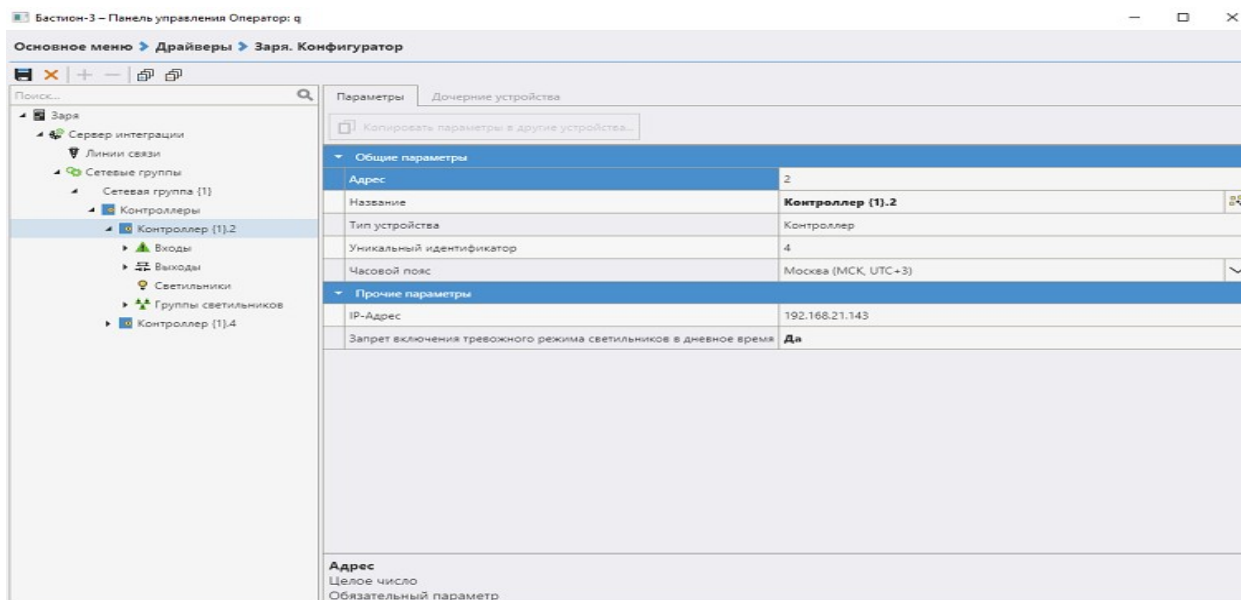 Бастион-3 – Панель управления Оператор: q
Основное меню Драйверы Заря. Конфигуратор
Поиск...
Заря
Сервер интеграции
Линии связи
Сетевые группы
Сетевая группа {1}
Контроллеры
Контроллер {1}.2
Входы
Выходы
Светильники
Группы светильников
Контроллер {1}.4
Параметры Дочерние устройства
Копировать параметры в другие устройства...
Общие параметры
Адрес 2
Название Контроллер {1}.2
Тип устройства Контроллер
Уникальный идентификатор 4
Часовой пояс Москва (МСК, UTC+3)
Прочие параметры
IP-Адрес 192.168.21.143
Запрет включения тревожного режима светильников в дневное время Да
Адрес
Целое число
Обязательный параметр